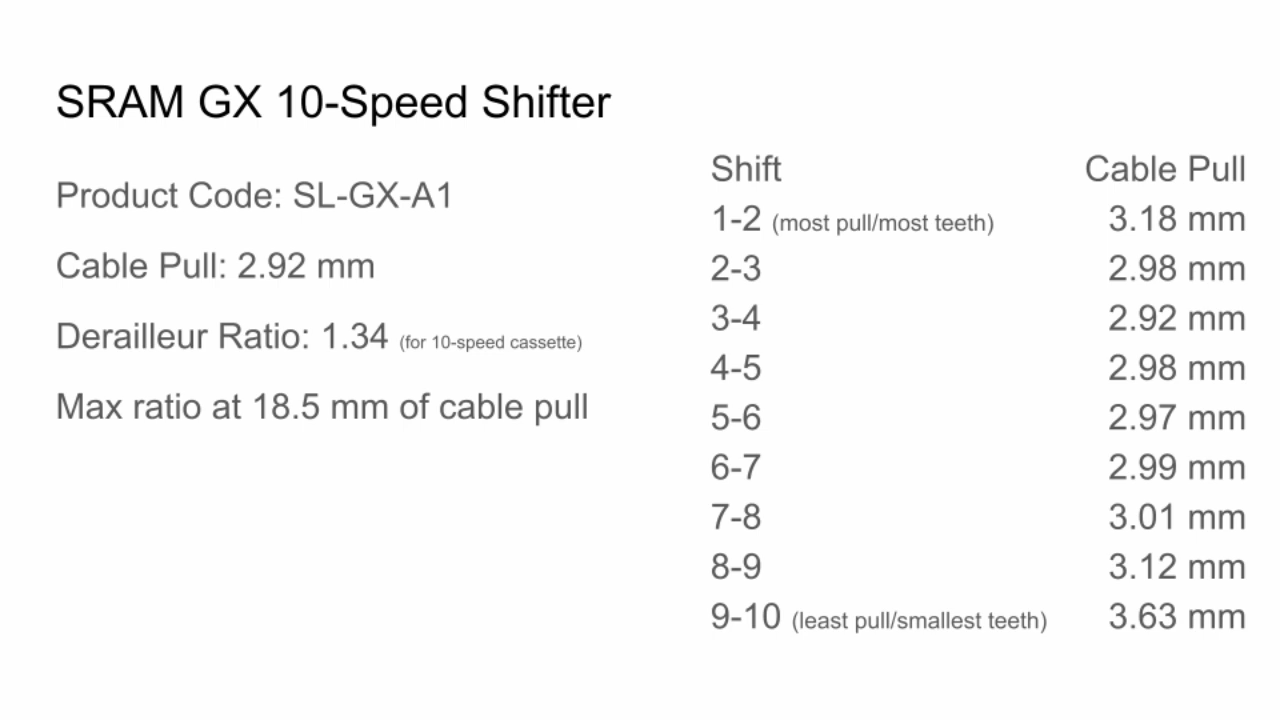 SRAM GX 10-Speed Shifter
Product Code: SL-GX-A1
Cable Pull: 2.92 mm
Derailleur Ratio: 1.34 (for 10-speed cassette)
Max ratio at 18.5 mm of cable pull
Shift Cable Pull
1-2 (most pull/most teeth) 3.18 mm
2-3 2.98 mm
3-4 2.92 mm
4-5 2.98 mm
5-6 2.97 mm
6-7 2.99 mm
7-8 3.01 mm
8-9 3.12 mm
9-10 (least pull/smallest teeth) 3.63 mm